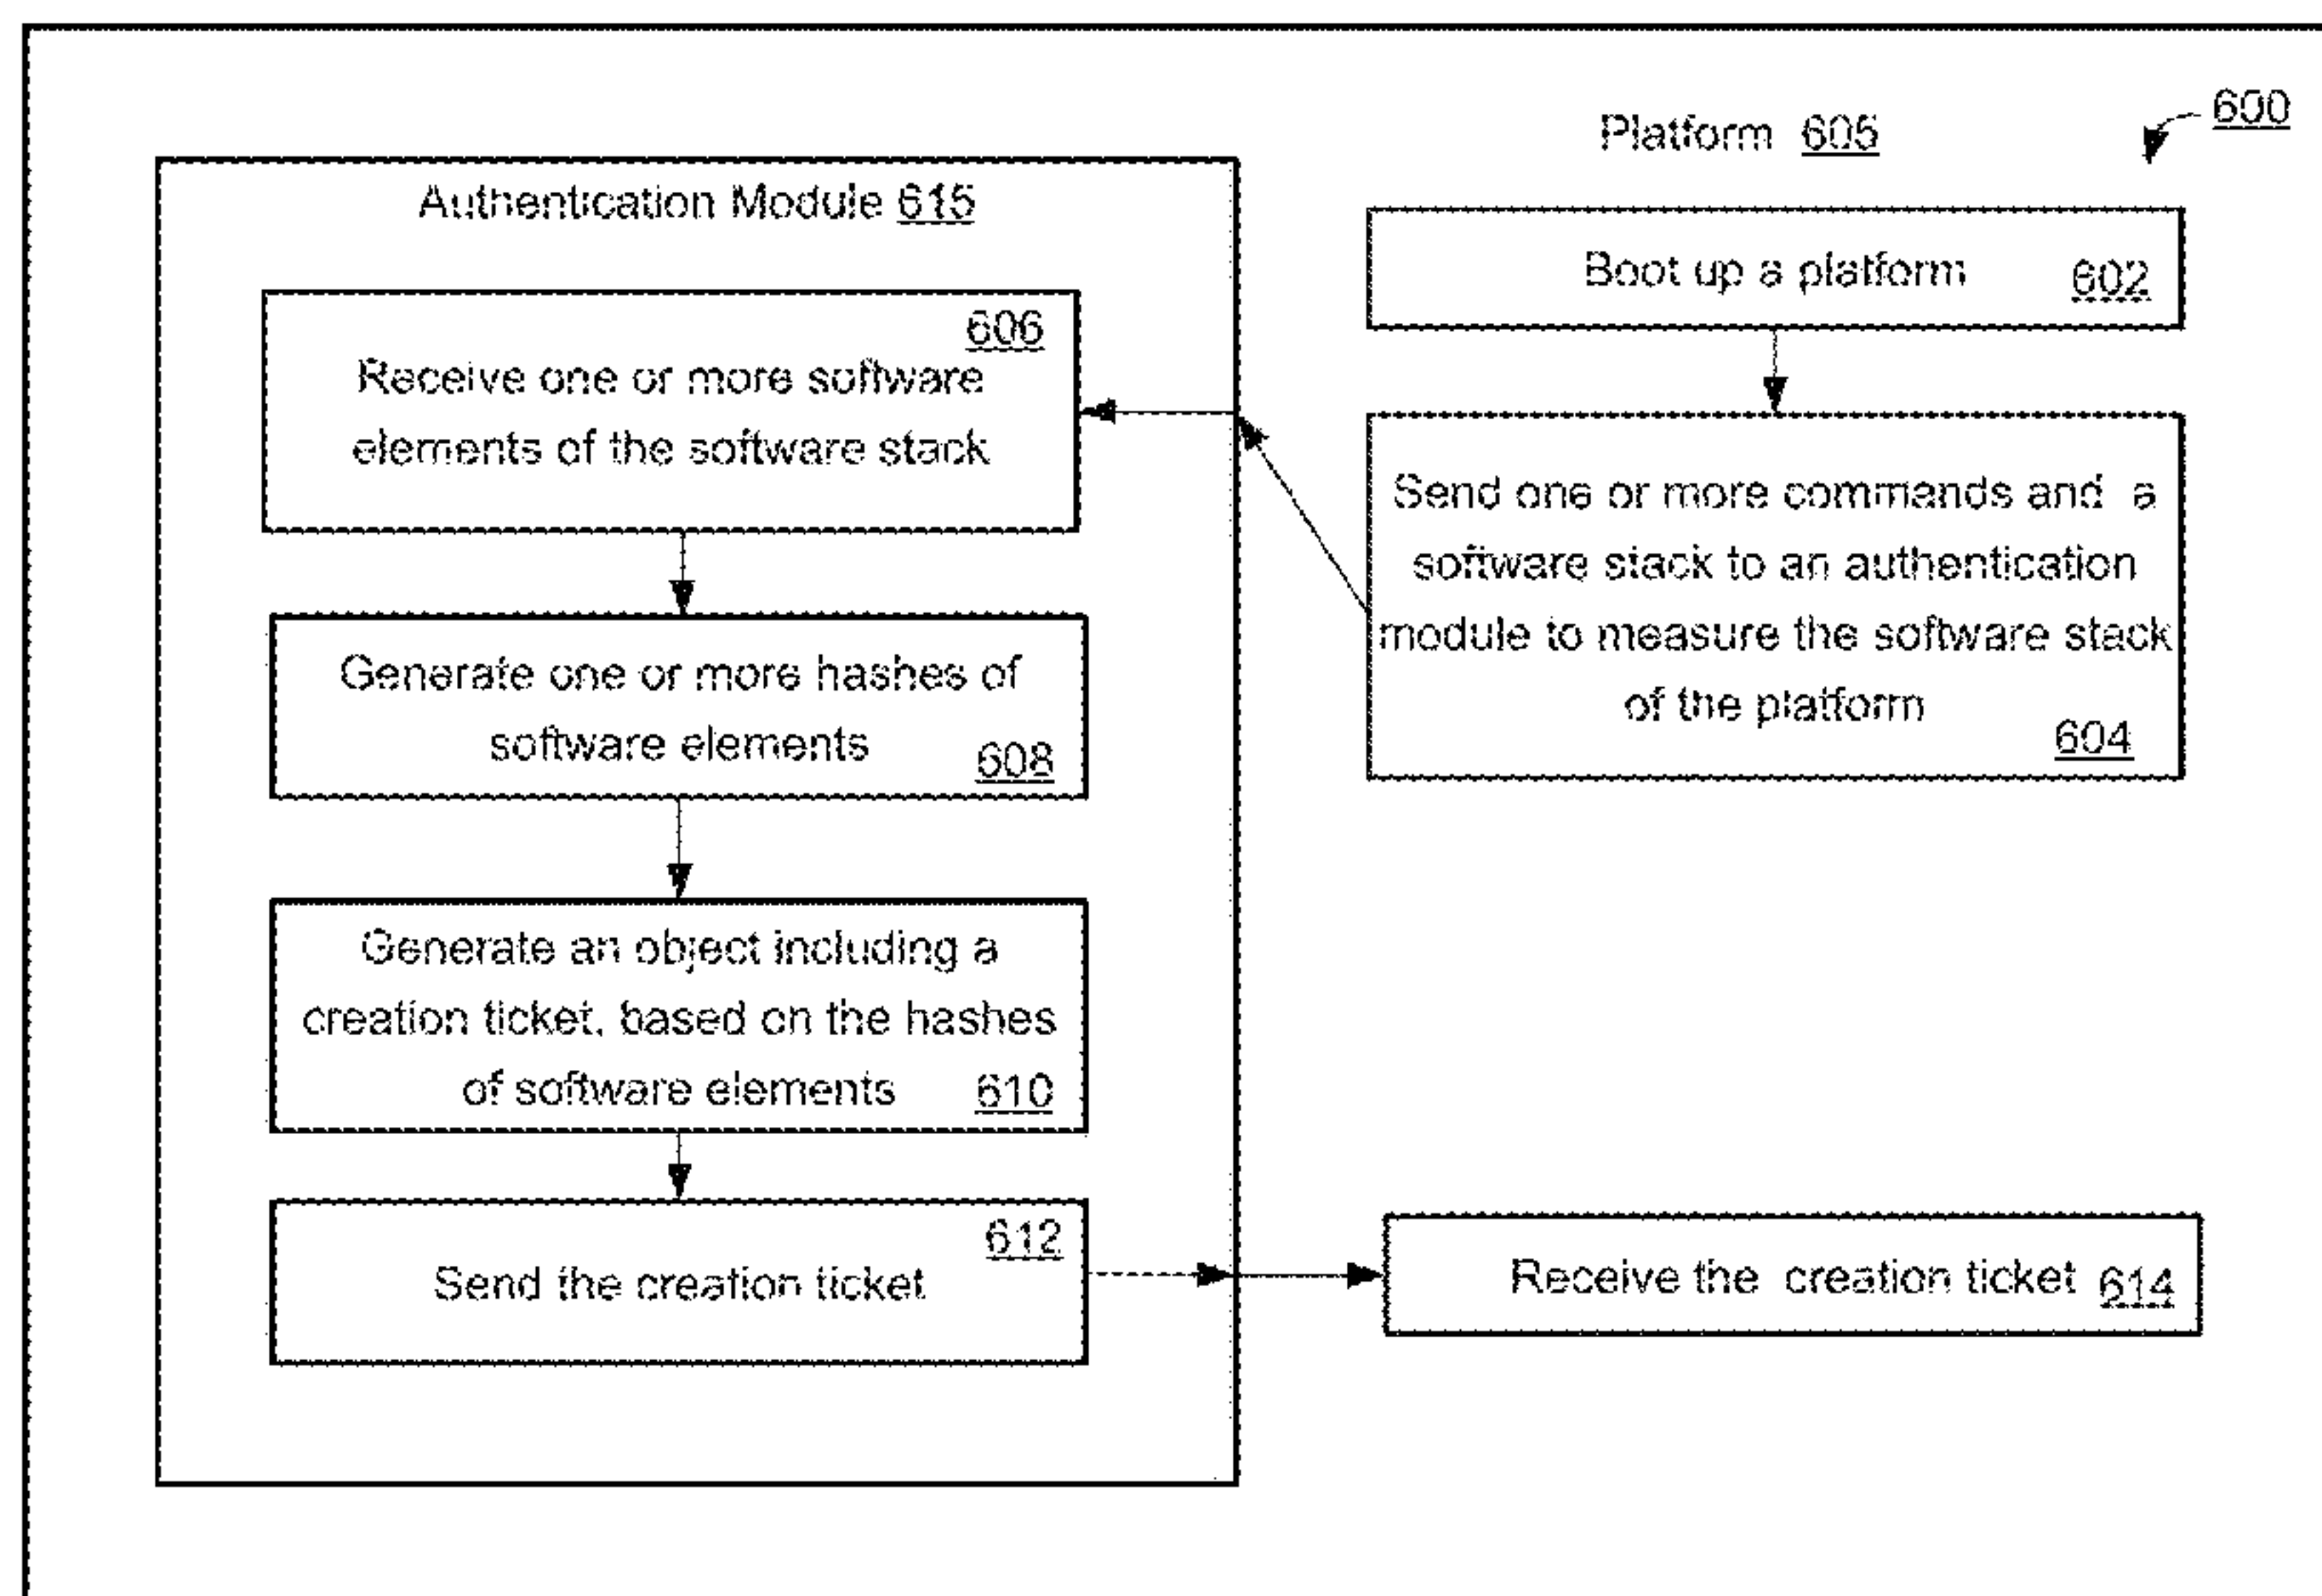 600
Platform 605
Authentication Module 615
Boot up a platform 602
Send one or more commands and a
software stack to an authentication
module to measure the software stack
of the platform
604
606
Receive one or more software
elements of the software stack
Generate one or more hashes of
software elements 608
Generate an object including a
creation ticket, based on the hashes
of software elements 610
612
Send the creation ticket
Receive the creation ticket 614